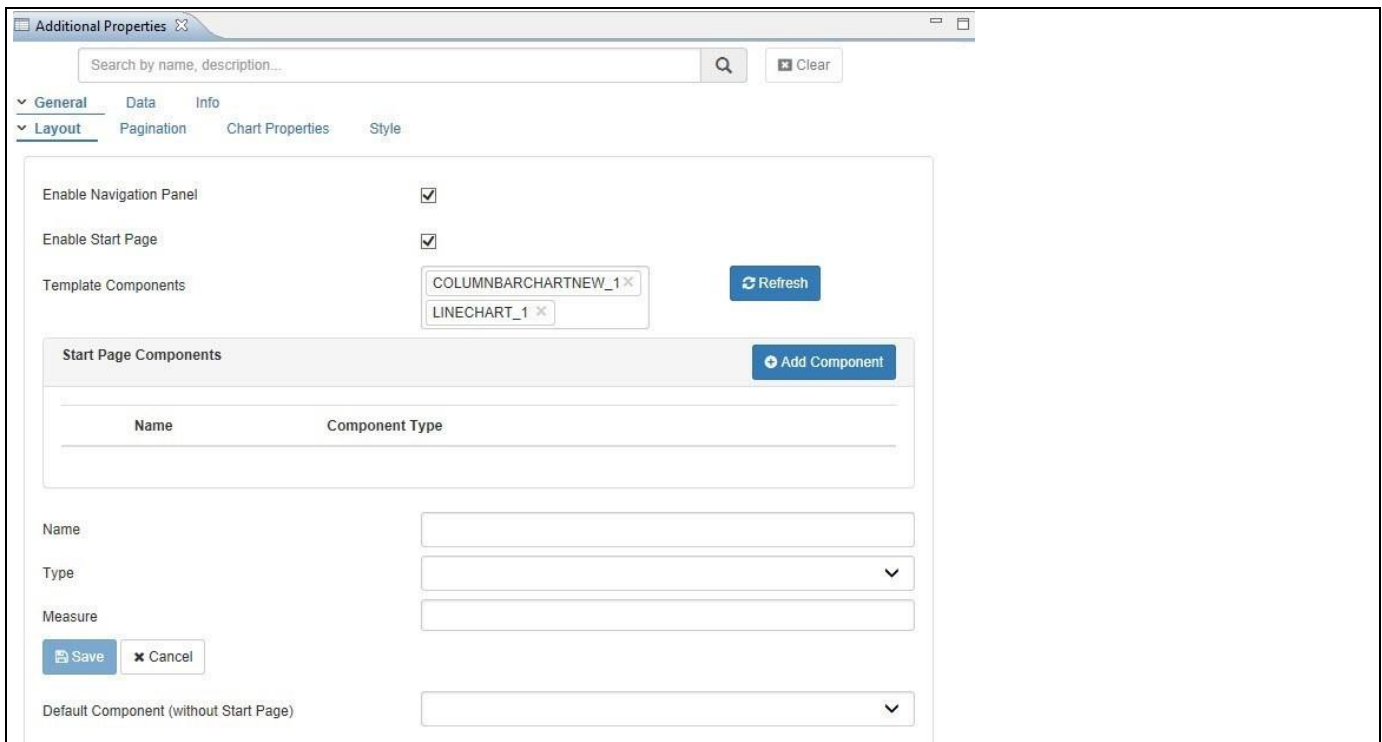 Additional Properties
Search by name, description...
Clear
General Data Info
Layout Pagination Chart Properties Style
Enable Navigation Panel
Enable Start Page
Template Components COLUMNBARCHARTNEW_1 Refresh
LINECHART_1
Start Page Components Add Component
Name Component Type
Name
Type
Measure
Save Cancel
Default Component (without Start Page)